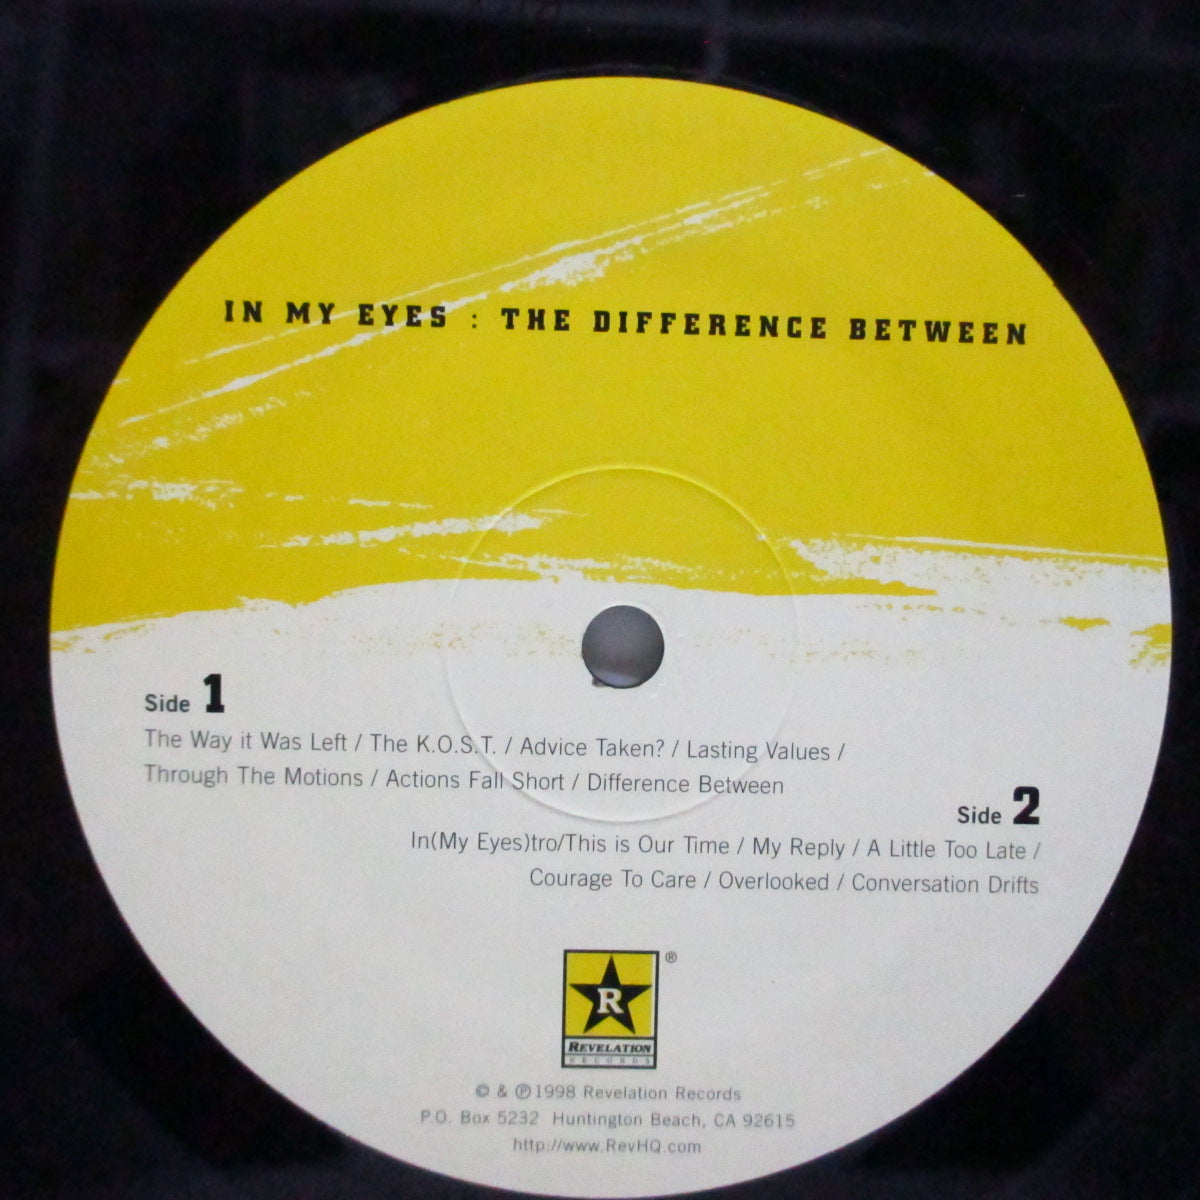 IN MY EYES : THE DIFFERENCE BETWEEN
Side 1
The Way it Was Left / The K.O.S.T. / Advice Taken? / Lasting Values /
Through The Motions / Actions Fall Short / Difference Between
Side 2
In(My Eyes)tro/This is Our Time / My Reply / A Little Too Late /
Courage To Care / Overlooked / Conversation Drifts
R ®
REVELATION
RECORDS
© & ℗1998 Revelation Records
P.O. Box 5232 Huntington Beach, CA 92615
http://www.RevHQ.com